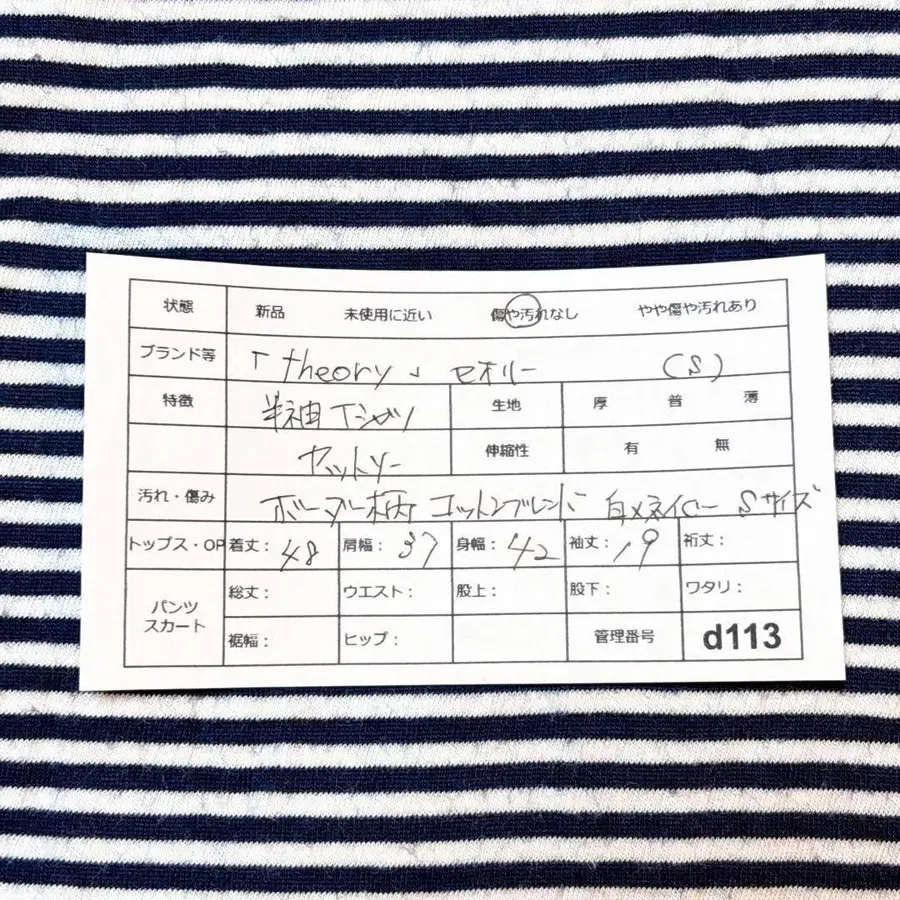 状態 新品 未使用に近い 傷や汚れなし やや傷や汚れあり
ブランド等 「theory」 セオリー (S)
特徴 半袖Tシャツ 生地 厚 普 薄
カットソー 伸縮性 有 無
汚れ・傷み ボーダー柄 コットンブレンド 白×ネイビー Sサイズ
トップス・OP 着丈: 48 肩幅: 37 身幅: 42 袖丈: 19 裄丈:
パンツ スカート 総丈: ウエスト: 股上: 股下: ワタリ:
裾幅: ヒップ: 管理番号 d113